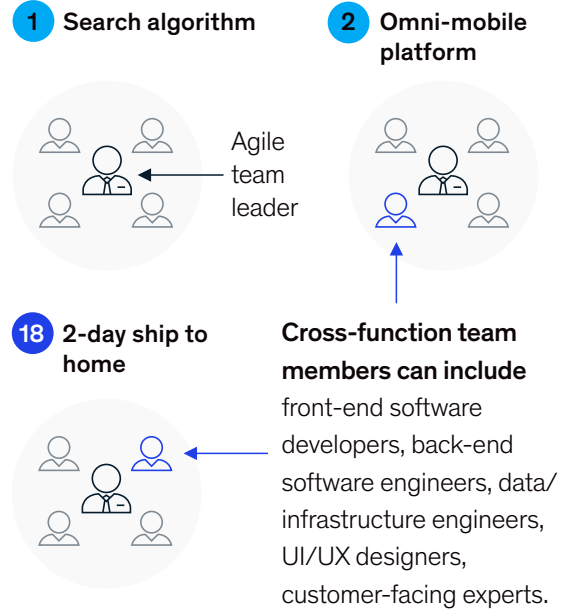 1 Search algorithm
2 Omni-mobile
platform
Agile
team
leader
18 2-day ship to
home
Cross-function team
members can include
front-end software
developers, back-end
software engineers, data/
infrastructure engineers,
UI/UX designers,
customer-facing experts.